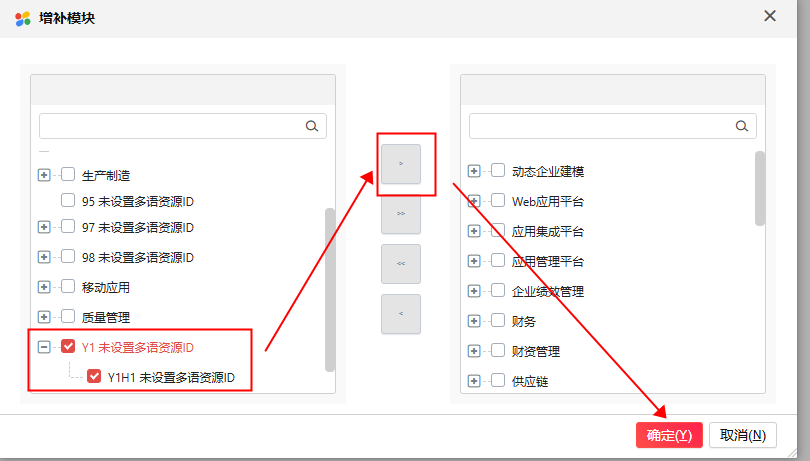 增补模块
生产制造
95 未设置多语资源ID
97 未设置多语资源ID
98 未设置多语资源ID
移动应用
质量管理
Y1 未设置多语资源ID
Y1H1 未设置多语资源ID
>
>>
<<
<
动态企业建模
Web应用平台
应用集成平台
应用管理平台
企业绩效管理
财务
财资管理
供应链
确定(Y)
取消(N)